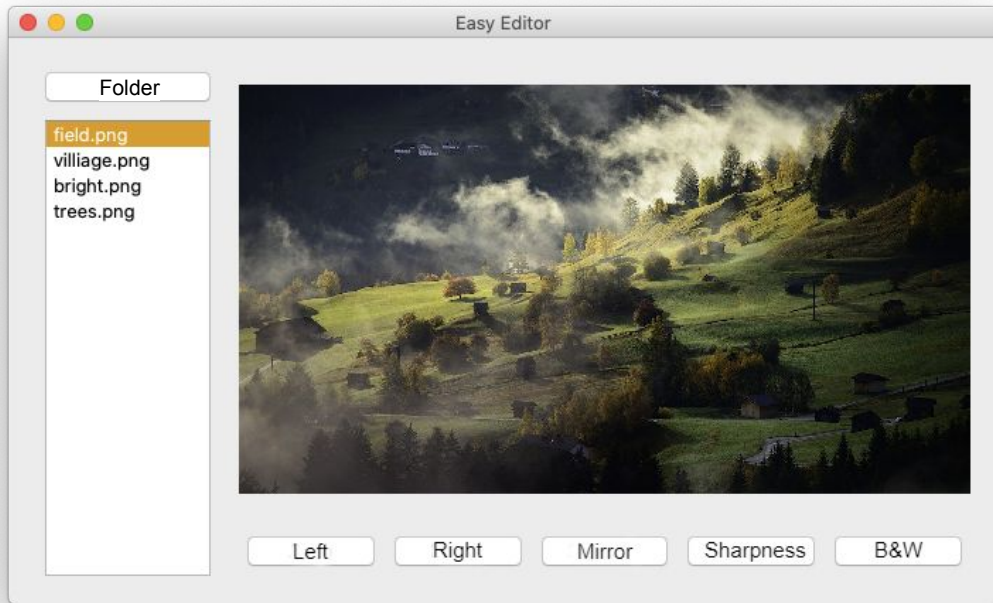 Easy Editor
Folder
field.png
villiage.png
bright.png
trees.png
Left Right Mirror Sharpness B&W